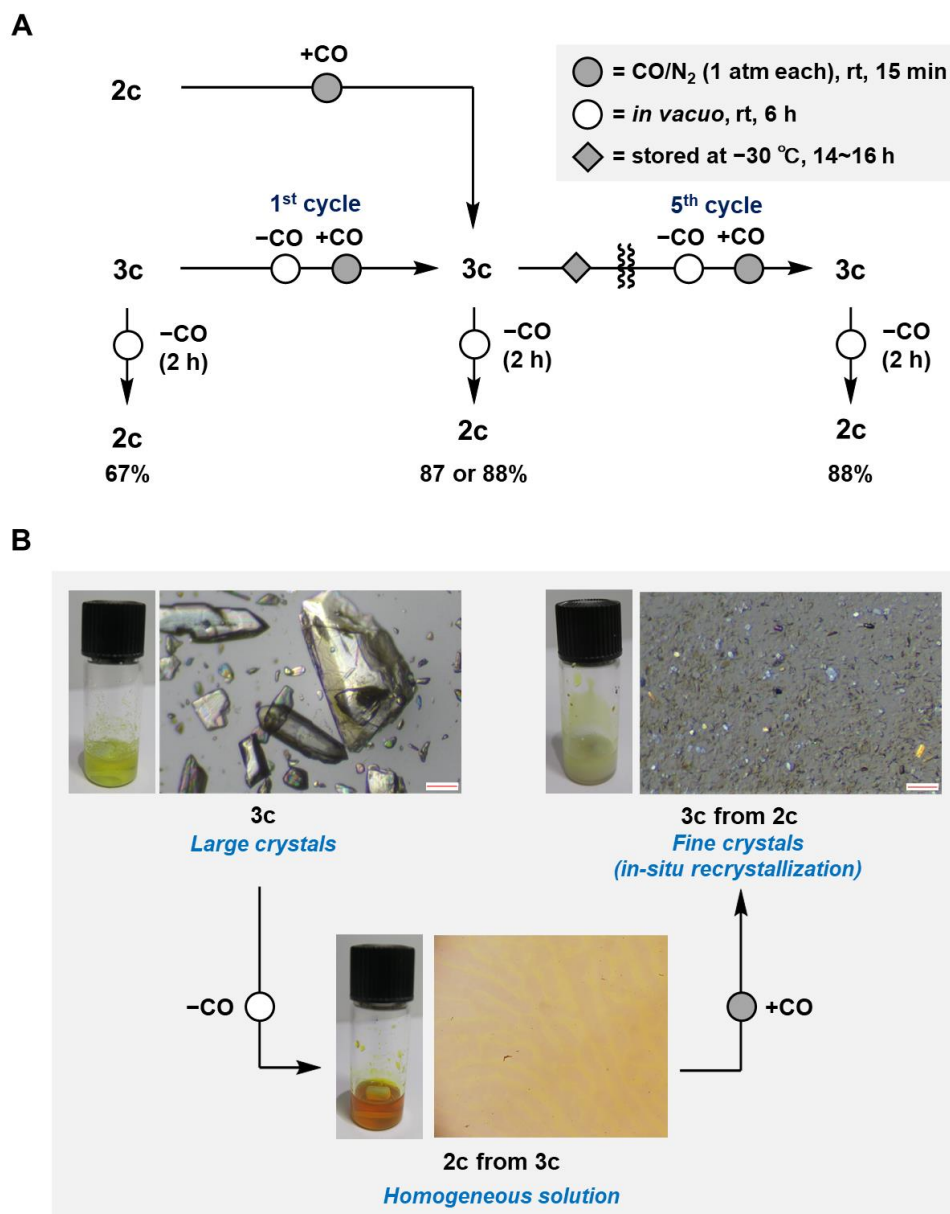 A
+CO
2c
= CO/N₂ (1 atm each), rt, 15 min
= in vacuo, rt, 6 h
= stored at −30 ℃, 14~16 h
1ˢᵗ cycle
5ᵗʰ cycle
−CO +CO
−CO +CO
3c
3c
3c
−CO
(2 h)
−CO
(2 h)
−CO
(2 h)
2c
2c
2c
67%
87 or 88%
88%
B
3c
Large crystals
3c from 2c
Fine crystals
(in-situ recrystallization)
−CO
+CO
2c from 3c
Homogeneous solution